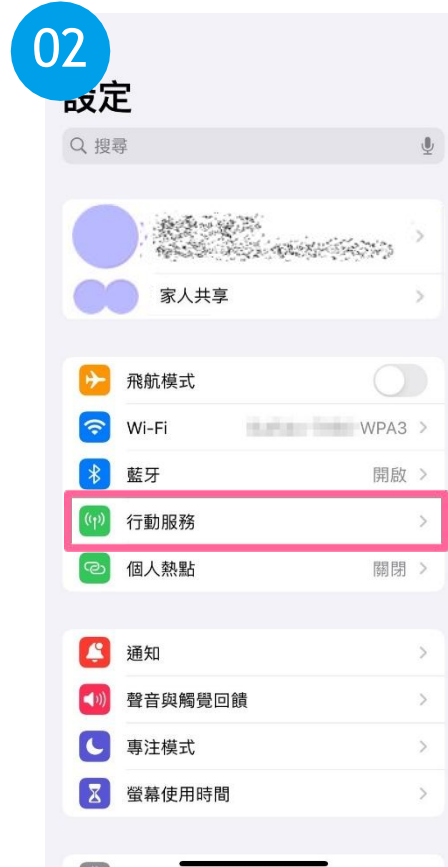 02
設定
搜尋
家人共享
飛航模式
Wi-Fi WPA3
藍牙 開啟
行動服務
個人熱點 關閉
通知
聲音與觸覺回饋
專注模式
螢幕使用時間